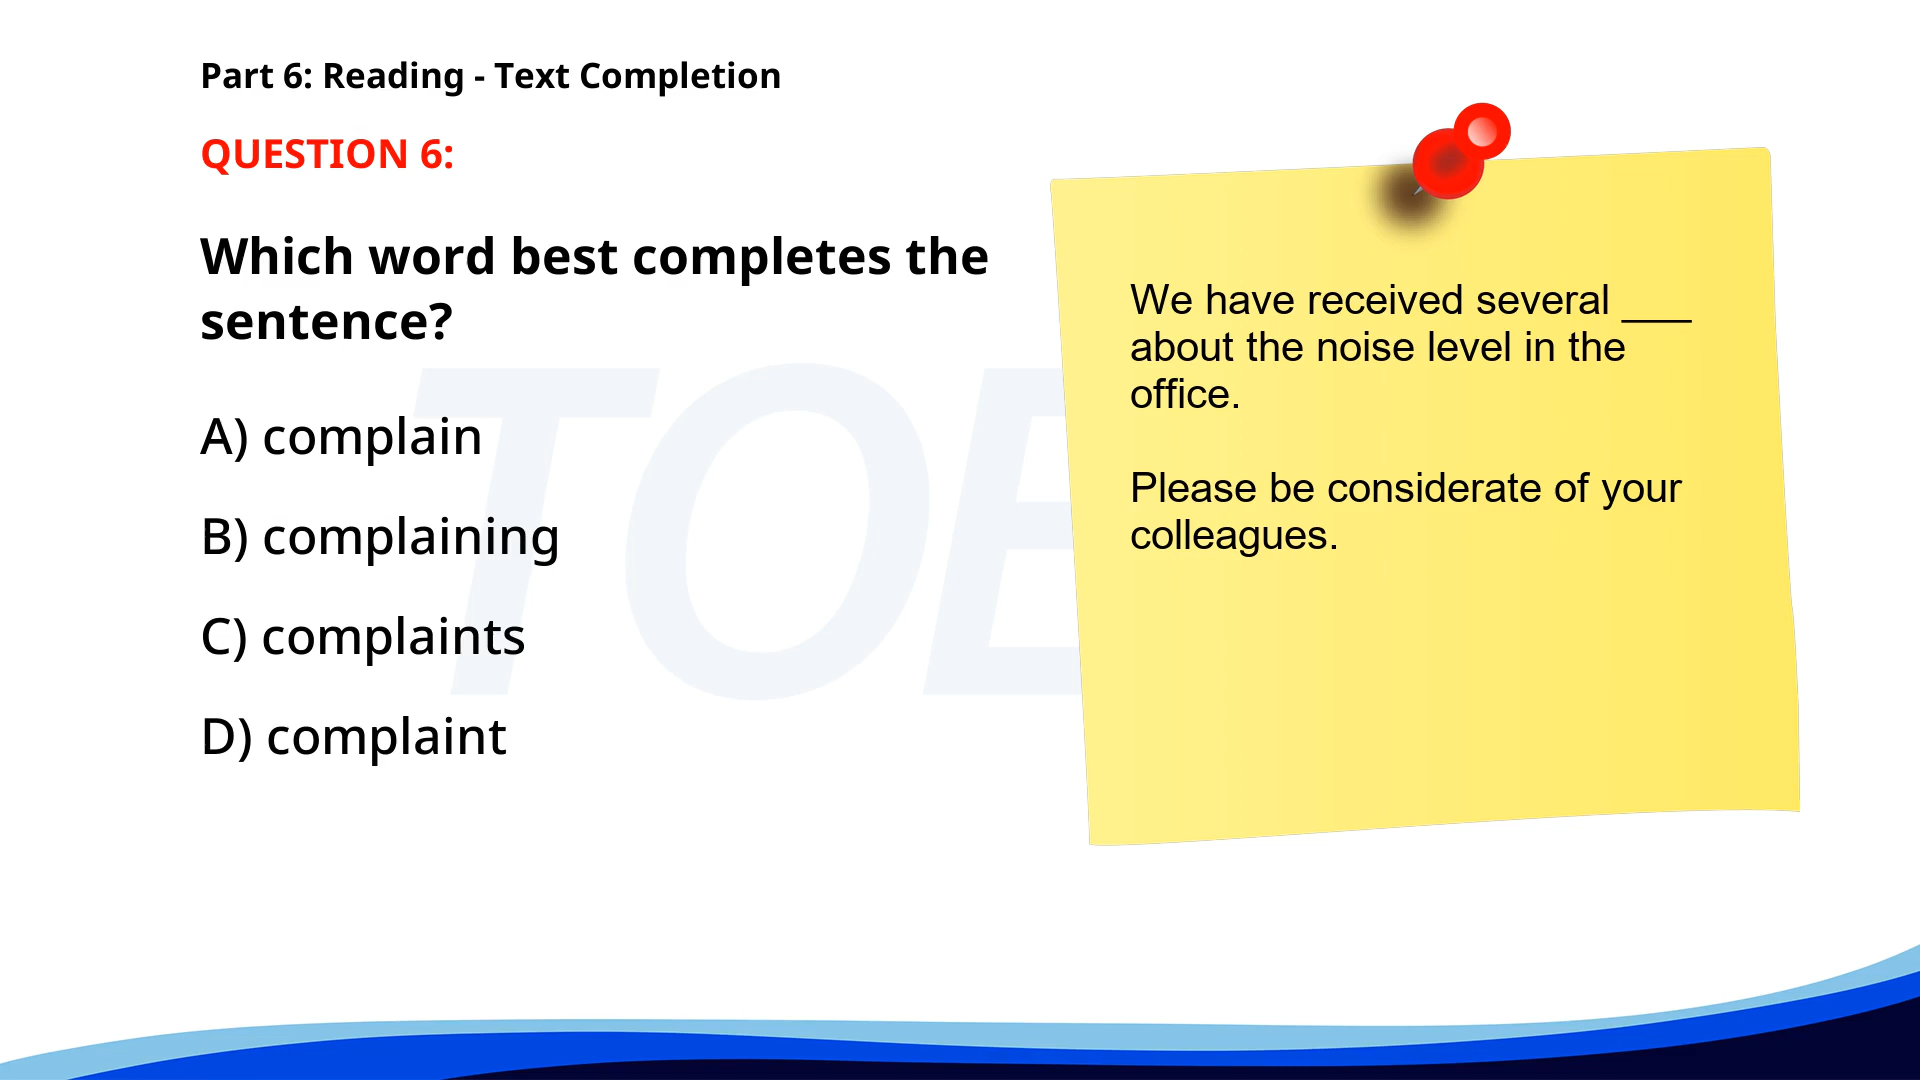 Part 6: Reading - Text Completion
QUESTION 6:
Which word best completes the
sentence?
A) complain
B) complaining
C) complaints
D) complaint
We have received several ___
about the noise level in the
office.
Please be considerate of your
colleagues.
TOE